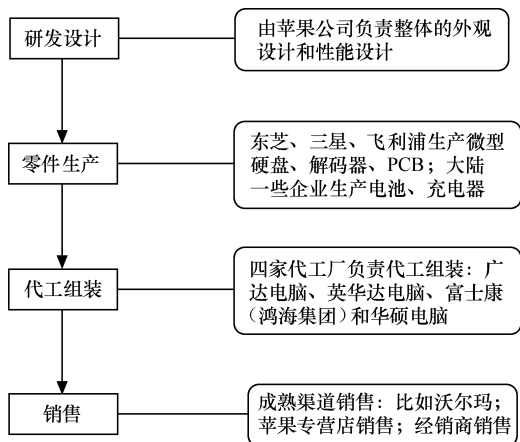 研发设计
由苹果公司负责整体的外观
设计和性能设计
零件生产
东芝、三星、飞利浦生产微型
硬盘、解码器、PCB；大陆
一些企业生产电池、充电器
代工组装
四家代工厂负责代工组装：广
达电脑、英华达电脑、富士康
（鸿海集团）和华硕电脑
销售
成熟渠道销售：比如沃尔玛；
苹果专营店销售；经销商销售